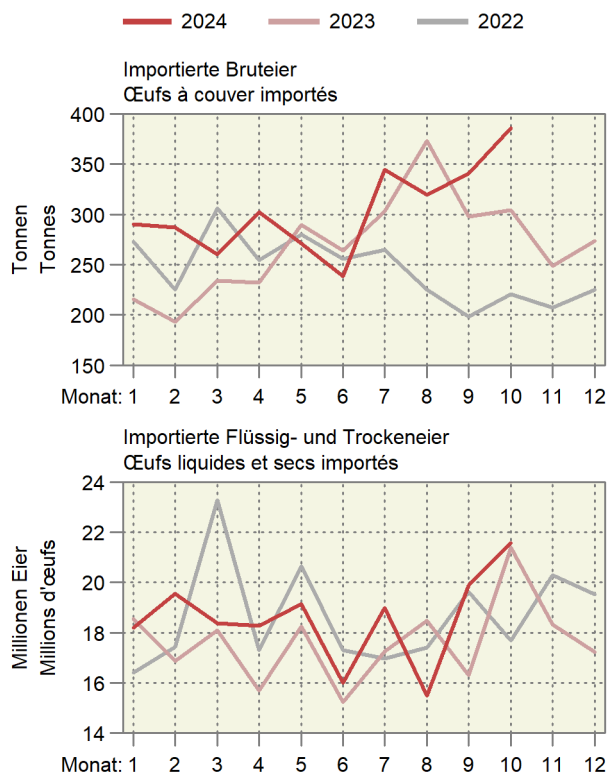 2024 2023 2022
Importierte Bruteier
Œufs à couver importés
400
350
300
250
200
150
Tonnen
Tonnes
Monat: 1 2 3 4 5 6 7 8 9 10 11 12
Importierte Flüssig- und Trockeneier
Œufs liquides et secs importés
24
22
20
18
16
14
Millionen Eier
Millions d'œufs
Monat: 1 2 3 4 5 6 7 8 9 10 11 12